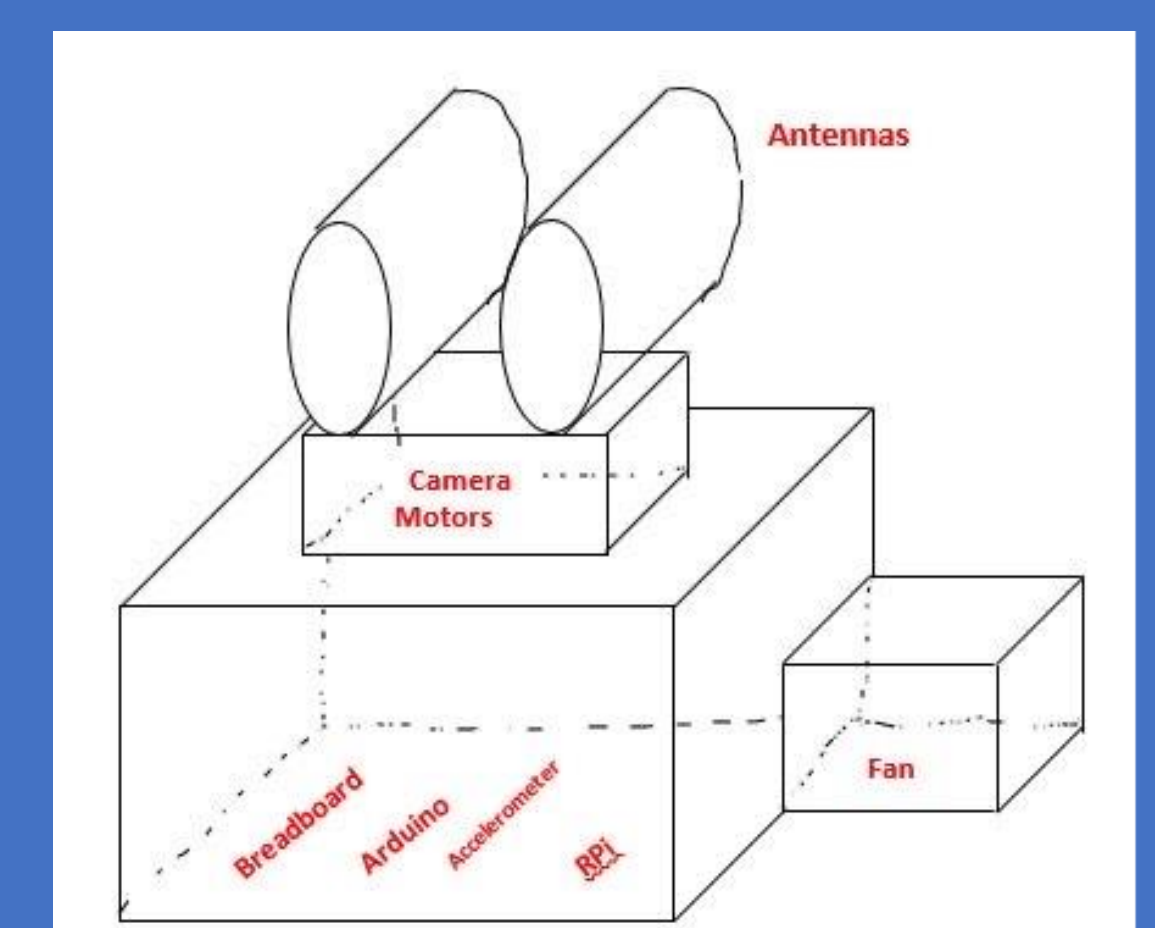 Antennas
Camera
Motors
Fan
Breadboard
Arduino
Accelerometer
RPi